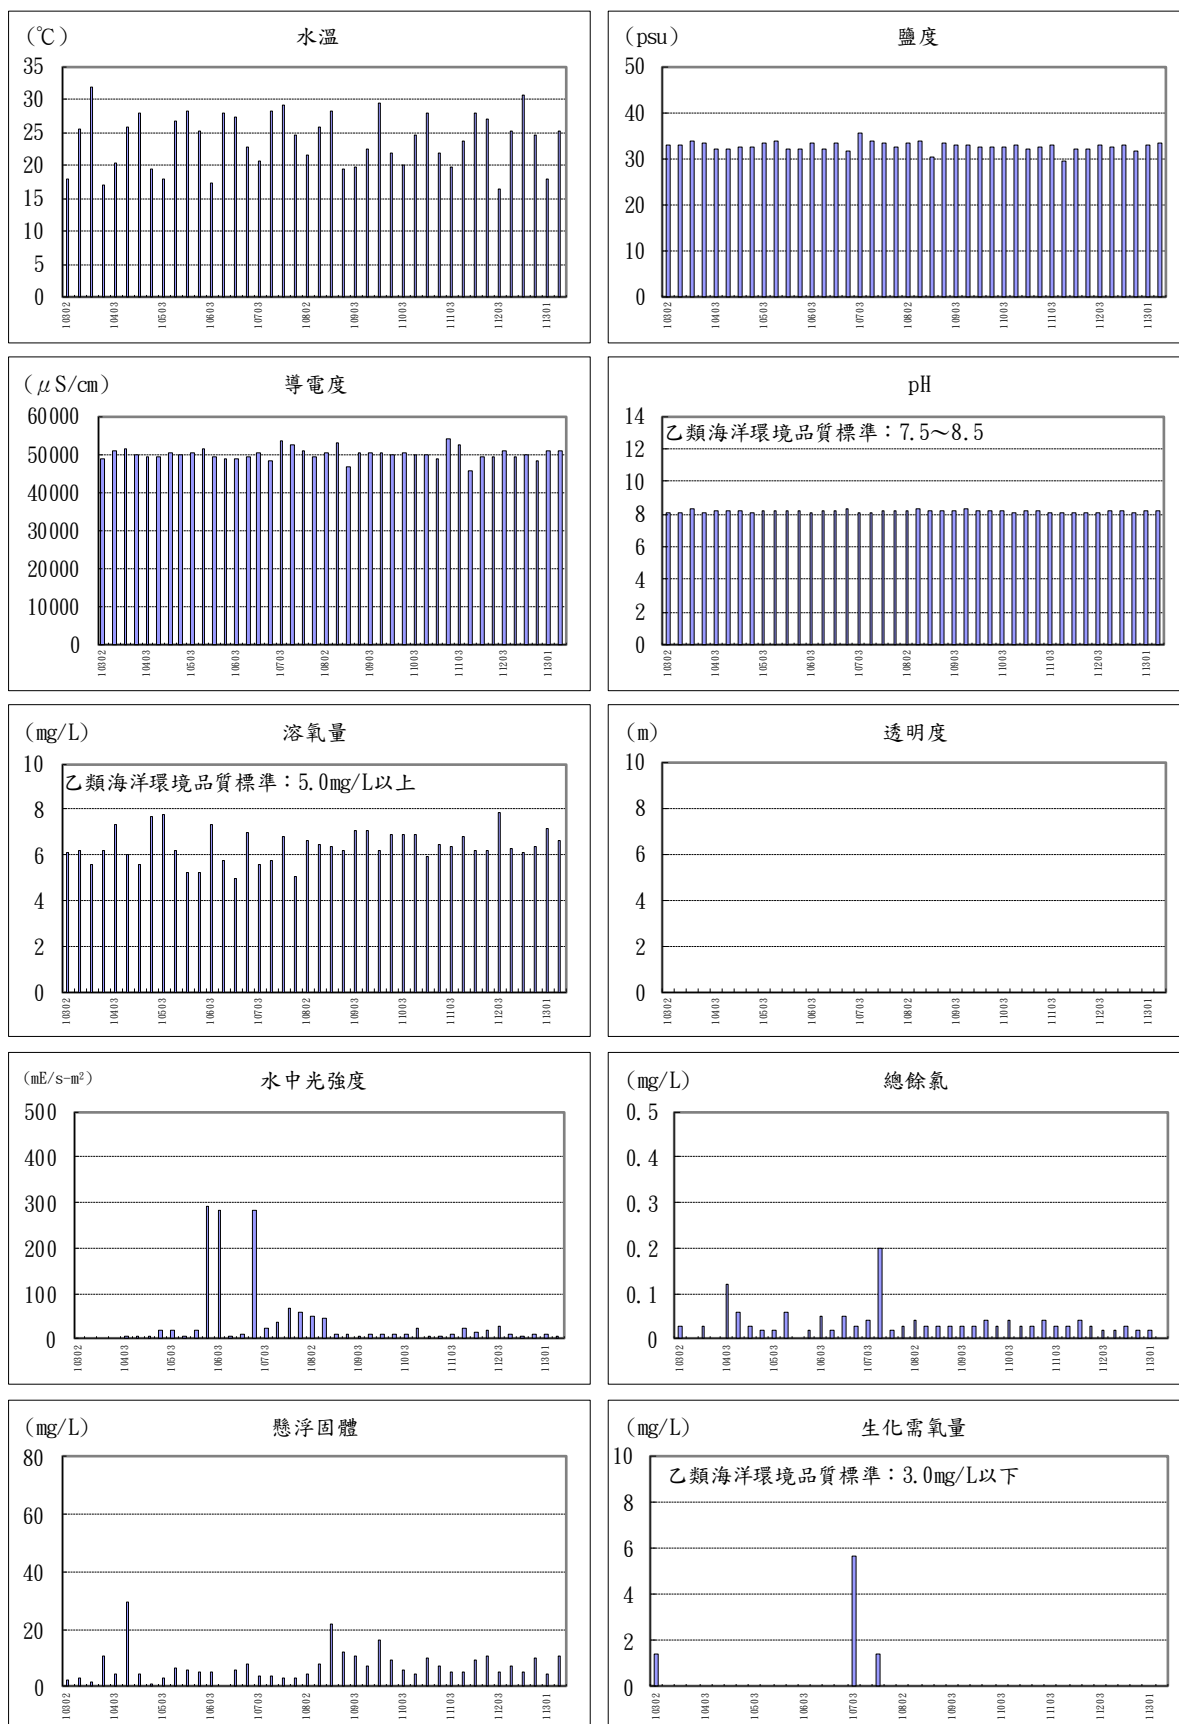 (℃) 水溫
35
30
25
20
15
10
5
0
10302 10403 10503 10603 10703 10802 10903 11003 11103 11203 11301
(psu) 鹽度
50
40
30
20
10
0
10302 10403 10503 10603 10703 10802 10903 11003 11103 11203 11301
(μS/cm) 導電度
60000
50000
40000
30000
20000
10000
0
10302 10403 10503 10603 10703 10802 10903 11003 11103 11203 11301
pH
乙類海洋環境品質標準：7.5～8.5
14
12
10
8
6
4
2
0
10302 10403 10503 10603 10703 10802 10903 11003 11103 11203 11301
(mg/L) 溶氧量
乙類海洋環境品質標準：5.0mg/L以上
10
8
6
4
2
0
10302 10403 10503 10603 10703 10802 10903 11003 11103 11203 11301
(m) 透明度
10
8
6
4
2
0
10302 10403 10503 10603 10703 10802 10903 11003 11103 11203 11301
(mE/s-m²) 水中光強度
500
400
300
200
100
0
10302 10403 10503 10603 10703 10802 10903 11003 11103 11203 11301
(mg/L) 總餘氯
0.5
0.4
0.3
0.2
0.1
0
10302 10403 10503 10603 10703 10802 10903 11003 11103 11203 11301
(mg/L) 懸浮固體
80
60
40
20
0
10302 10403 10503 10603 10703 10802 10903 11003 11103 11203 11301
(mg/L) 生化需氧量
乙類海洋環境品質標準：3.0mg/L以下
10
8
6
4
2
0
10302 10403 10503 10603 10703 10802 10903 11003 11103 11203 11301